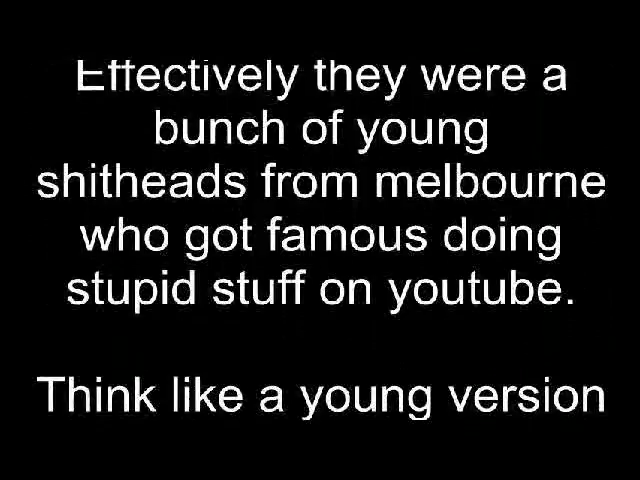 Effectively they were a
bunch of young
shitheads from melbourne
who got famous doing
stupid stuff on youtube.
Think like a young version